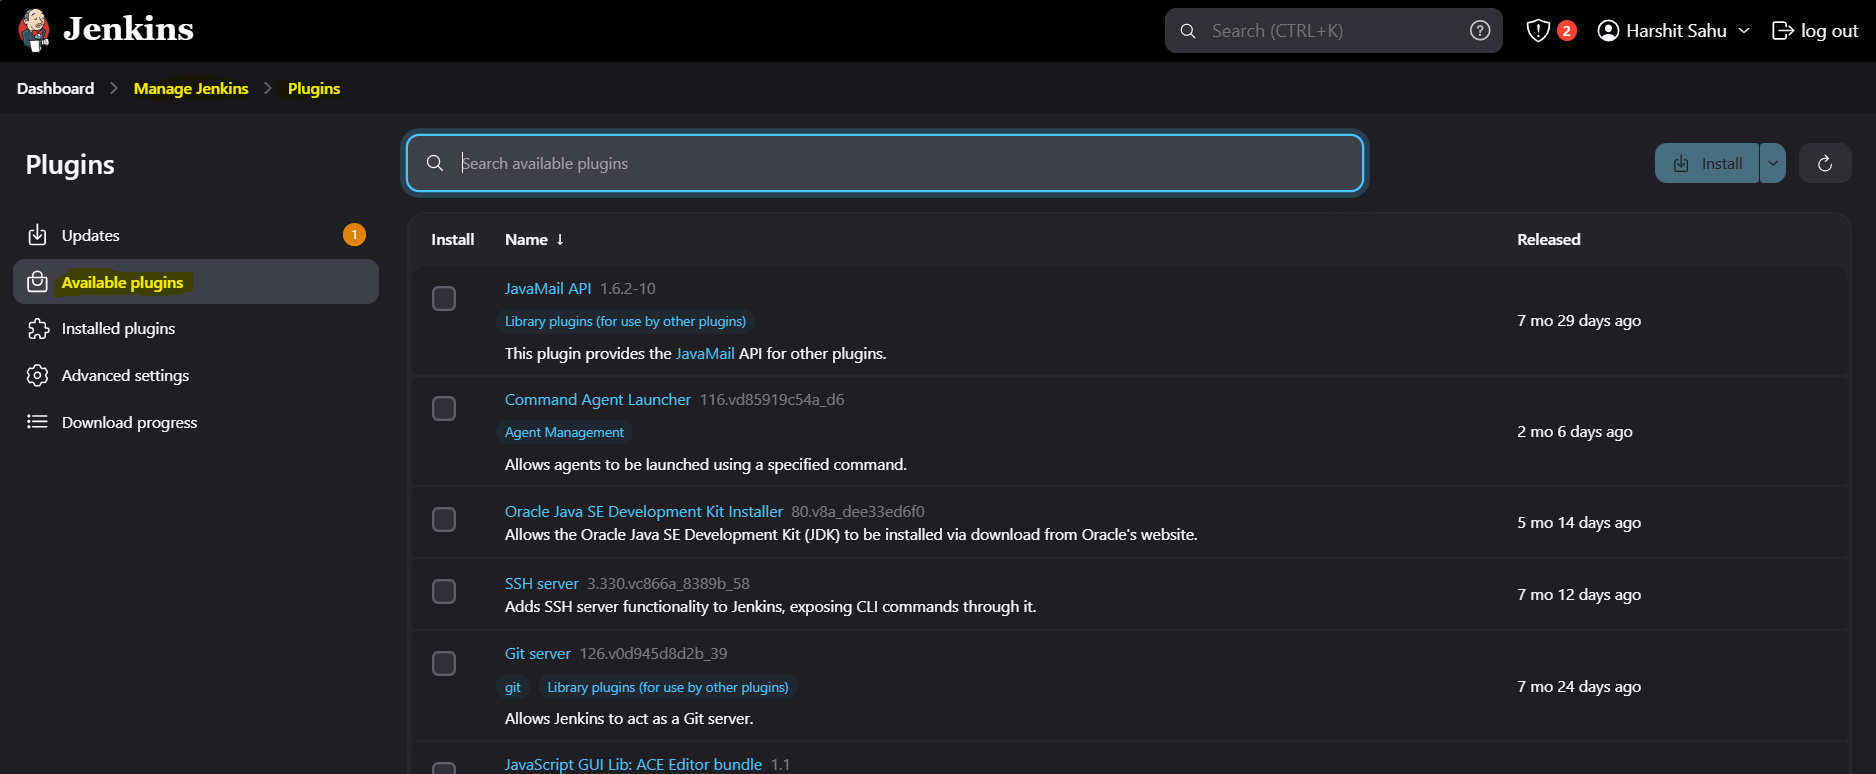 Jenkins
Search (CTRL+K)
2
Harshit Sahu
log out
Dashboard > Manage Jenkins > Plugins
Plugins
Search available plugins
Install
Updates 1
Available plugins
Installed plugins
Advanced settings
Download progress
Install Name ↓ Released
JavaMail API 1.6.2-10
Library plugins (for use by other plugins)
This plugin provides the JavaMail API for other plugins.
7 mo 29 days ago
Command Agent Launcher 116.vd85919c54a_d6
Agent Management
Allows agents to be launched using a specified command.
2 mo 6 days ago
Oracle Java SE Development Kit Installer 80.v8a_dee33ed6f0
Allows the Oracle Java SE Development Kit (JDK) to be installed via download from Oracle's website.
5 mo 14 days ago
SSH server 3.330.vc866a_8389b_58
Adds SSH server functionality to Jenkins, exposing CLI commands through it.
7 mo 12 days ago
Git server 126.v0d945d8d2b_39
git Library plugins (for use by other plugins)
Allows Jenkins to act as a Git server.
7 mo 24 days ago
JavaScript GUI Lib: ACE Editor bundle 1.1